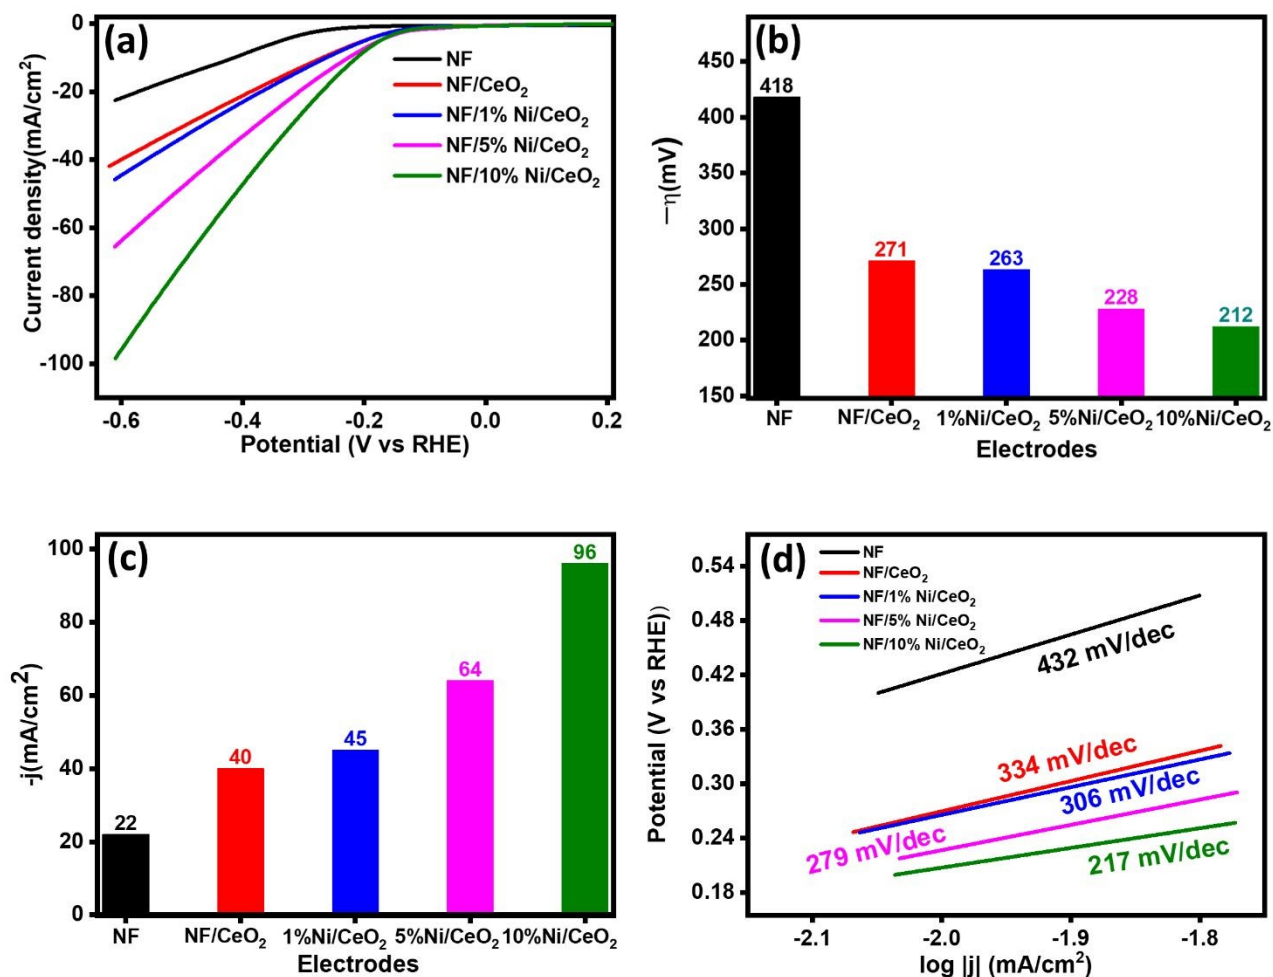 (a)
NF
NF/CeO₂
NF/1% Ni/CeO₂
NF/5% Ni/CeO₂
NF/10% Ni/CeO₂
Current density(mA/cm²)
0
-20
-40
-60
-80
-100
-0.6 -0.4 -0.2 0.0 0.2
Potential (V vs RHE)
(b)
−η(mV)
450
400
350
300
250
200
150
418
271
263
228
212
NF NF/CeO₂ 1%Ni/CeO₂ 5%Ni/CeO₂ 10%Ni/CeO₂
Electrodes
(c)
-j(mA/cm²)
100
80
60
40
20
0
22
40
45
64
96
NF NF/CeO₂ 1%Ni/CeO₂ 5%Ni/CeO₂ 10%Ni/CeO₂
Electrodes
(d)
NF
NF/CeO₂
NF/1% Ni/CeO₂
NF/5% Ni/CeO₂
NF/10% Ni/CeO₂
Potential (V vs RHE))
0.54
0.48
0.42
0.36
0.30
0.24
0.18
432 mV/dec
334 mV/dec
306 mV/dec
279 mV/dec
217 mV/dec
-2.1 -2.0 -1.9 -1.8
log |j| (mA/cm²)